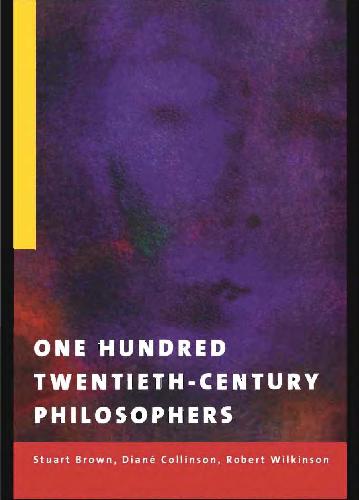 ONE HUNDRED
TWENTIETH-CENTURY
PHILOSOPHERS
Stuart Brown, Diané Collinson, Robert Wilkinson